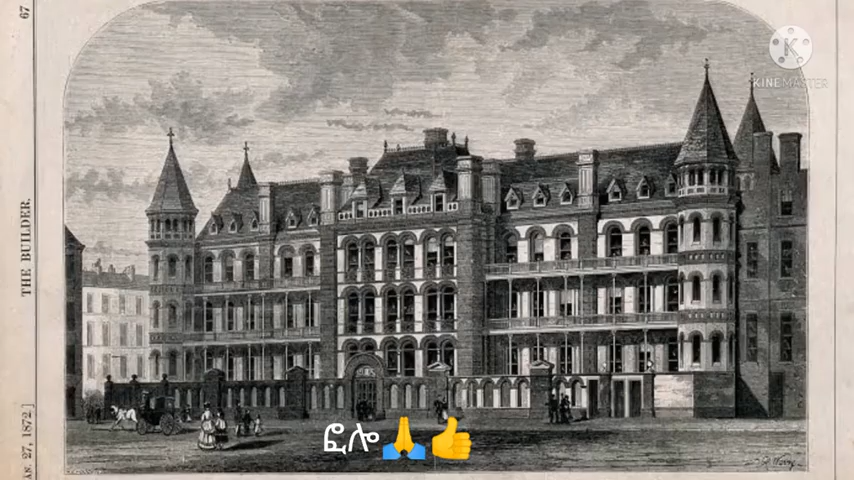 67
THE BUILDER.
27, 1872.]
KINEMASTER
ፎሎ 🙏👍